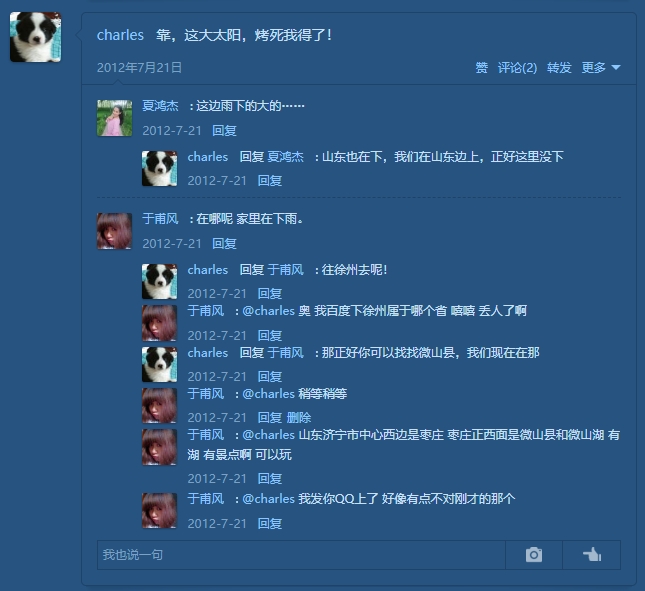 charles 靠，这大太阳，烤死我得了！
2012年7月21日 赞 评论(2) 转发 更多
夏鸿杰 : 这边雨下的大的……
2012-7-21 回复
charles 回复 夏鸿杰 : 山东也在下，我们在山东边上，正好这里没下
2012-7-21 回复
于甫风 : 在哪呢 家里在下雨。
2012-7-21 回复
charles 回复 于甫风 : 往徐州去呢！
2012-7-21 回复
于甫风 : @charles 奥 我百度下徐州属于哪个省 嘻嘻 丢人了啊
2012-7-21 回复
charles 回复 于甫风 : 那正好你可以找找微山县，我们现在在那
2012-7-21 回复
于甫风 : @charles 稍等稍等
2012-7-21 回复 删除
于甫风 : @charles 山东济宁市中心西边是枣庄 枣庄正西面是微山县和微山湖 有
湖 有景点啊 可以玩
2012-7-21 回复
于甫风 : @charles 我发你QQ上了 好像有点不对刚才的那个
2012-7-21 回复
我也说一句